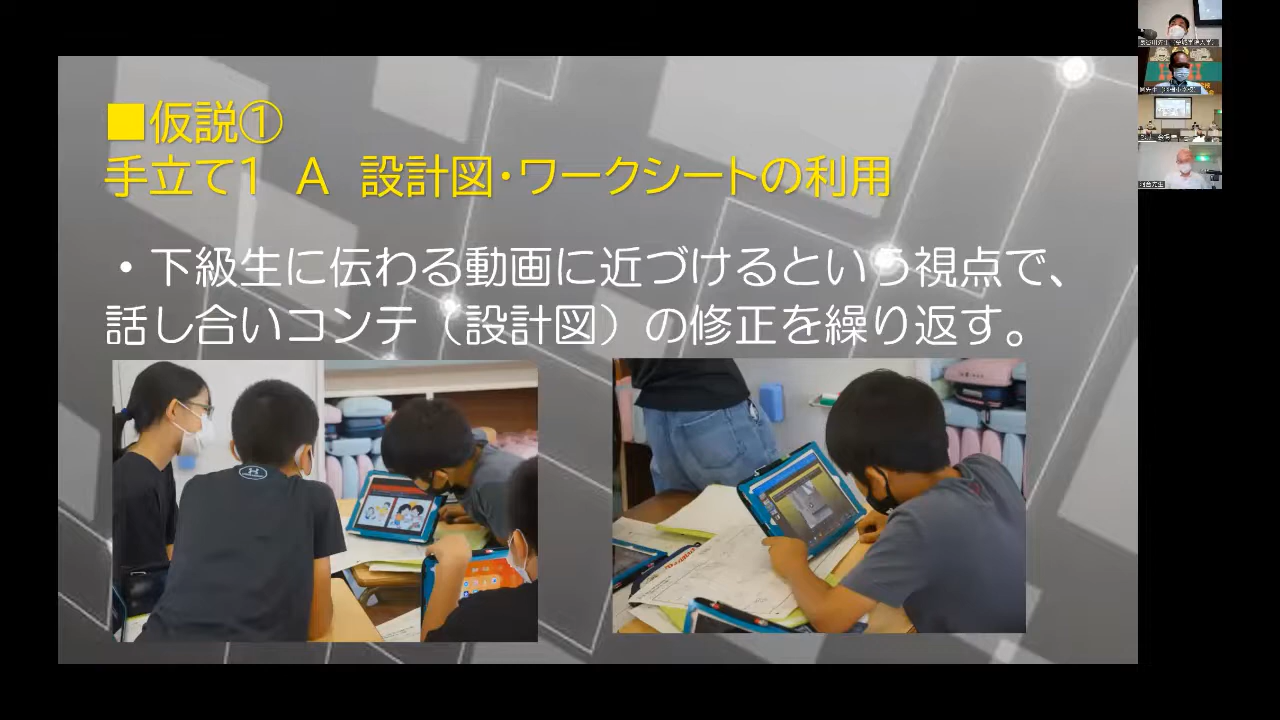 ■仮説①
手立て1 A 設計図・ワークシートの利用
・下級生に伝わる動画に近づけるという視点で、
話し合いコンテ（設計図）の修正を繰り返す。